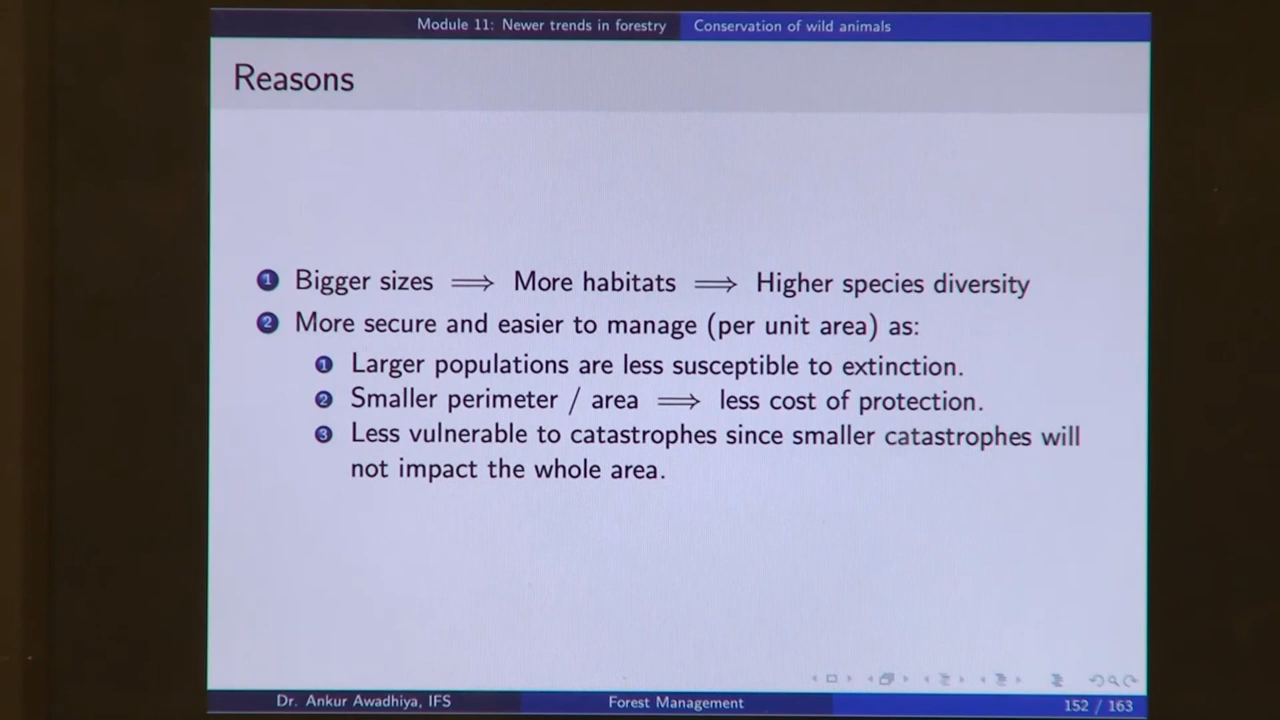 Module 11: Newer trends in forestry Conservation of wild animals
Reasons
1 Bigger sizes ⟹ More habitats ⟹ Higher species diversity
2 More secure and easier to manage (per unit area) as:
1 Larger populations are less susceptible to extinction.
2 Smaller perimeter / area ⟹ less cost of protection.
3 Less vulnerable to catastrophes since smaller catastrophes will
not impact the whole area.
Dr. Ankur Awadhiya, IFS Forest Management 152 / 163